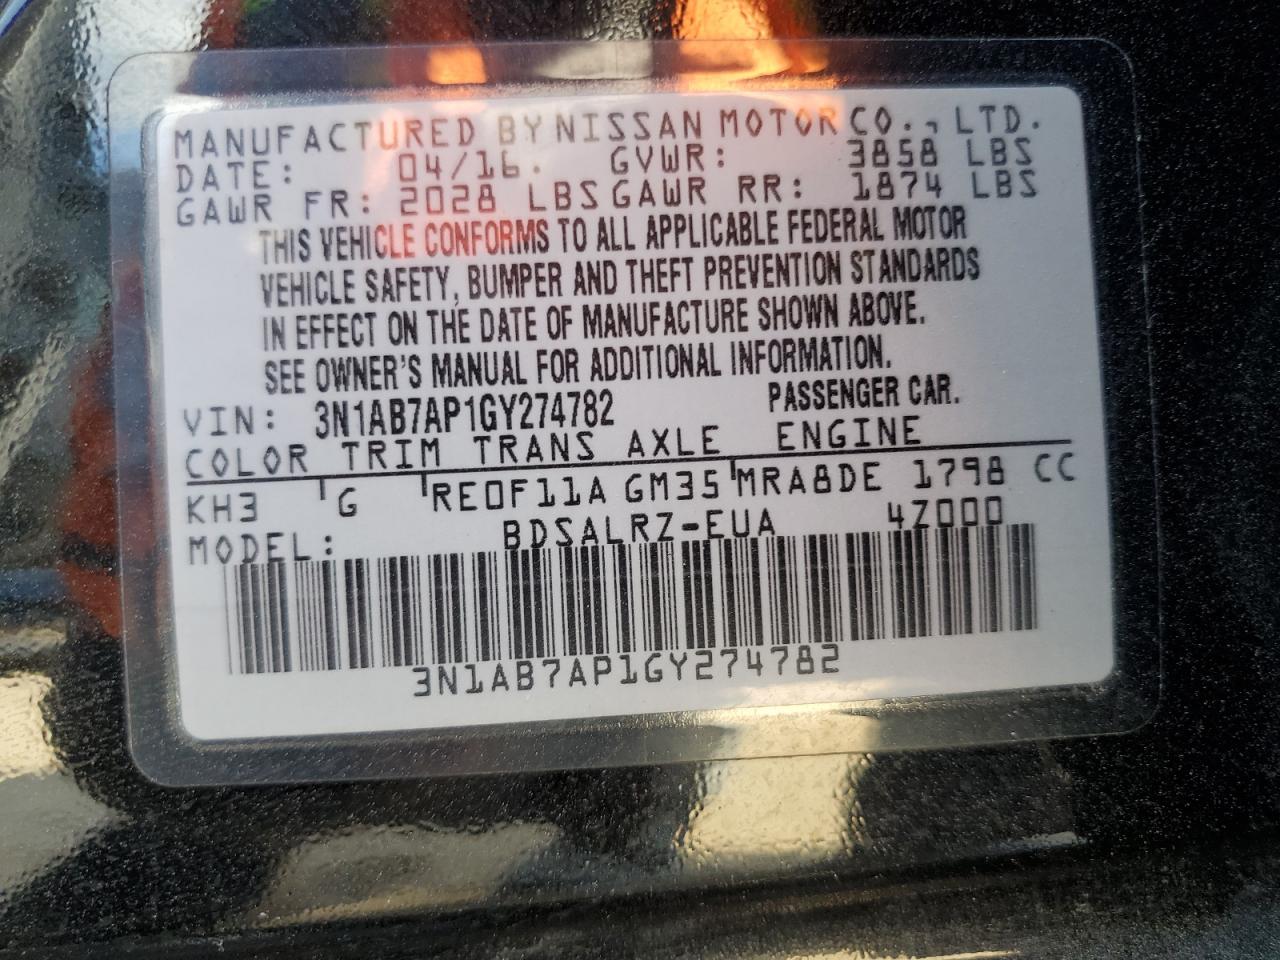 MANUFACTURED BY NISSAN MOTOR CO., LTD.
DATE: 04/16. GVWR: 3858 LBS
GAWR FR: 2028 LBS GAWR RR: 1874 LBS
THIS VEHICLE CONFORMS TO ALL APPLICABLE FEDERAL MOTOR
VEHICLE SAFETY, BUMPER AND THEFT PREVENTION STANDARDS
IN EFFECT ON THE DATE OF MANUFACTURE SHOWN ABOVE.
SEE OWNER'S MANUAL FOR ADDITIONAL INFORMATION.
VIN: 3N1AB7AP1GY274782 PASSENGER CAR.
COLOR TRIM TRANS AXLE ENGINE
KH3 G RE0F11A GM35 MRA8DE 1798 CC
MODEL: BDSALRZ-EUA 4Z000
3N1AB7AP1GY274782